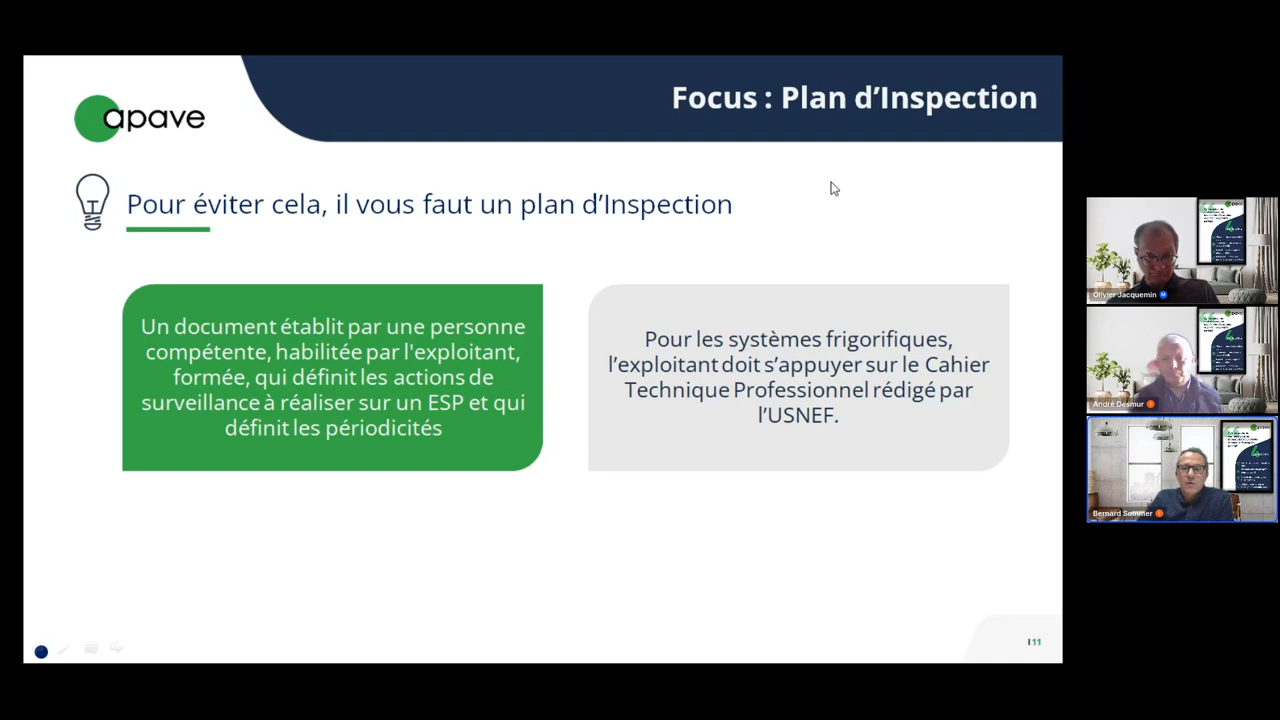 apave
Focus : Plan d'Inspection
Pour éviter cela, il vous faut un plan d'Inspection
Un document établit par une personne
compétente, habilitée par l'exploitant,
formée, qui définit les actions de
surveillance à réaliser sur un ESP et qui
définit les périodicités
Pour les systèmes frigorifiques,
l'exploitant doit s'appuyer sur le Cahier
Technique Professionnel rédigé par
l'USNEF.
11
Olivier Jacquemin
André Desmur
Bernard Sommer